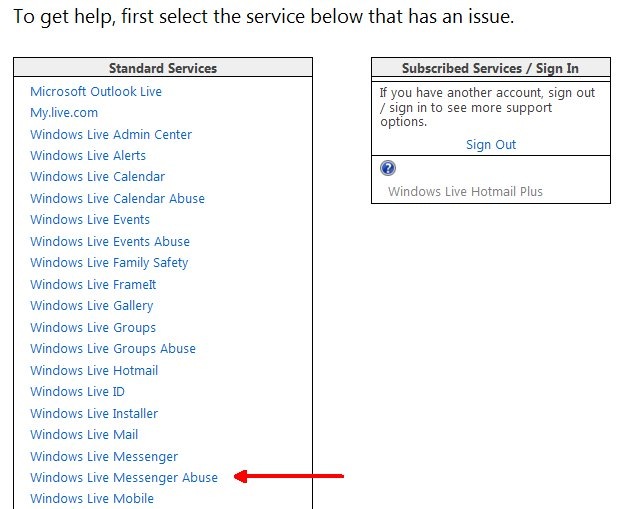 To get help, first select the service below that has an issue.
Standard Services
Microsoft Outlook Live
My.live.com
Windows Live Admin Center
Windows Live Alerts
Windows Live Calendar
Windows Live Calendar Abuse
Windows Live Events
Windows Live Events Abuse
Windows Live Family Safety
Windows Live FrameIt
Windows Live Gallery
Windows Live Groups
Windows Live Groups Abuse
Windows Live Hotmail
Windows Live ID
Windows Live Installer
Windows Live Mail
Windows Live Messenger
Windows Live Messenger Abuse
Windows Live Mobile
Subscribed Services / Sign In
If you have another account, sign out
/ sign in to see more support
options.
Sign Out
?
Windows Live Hotmail Plus